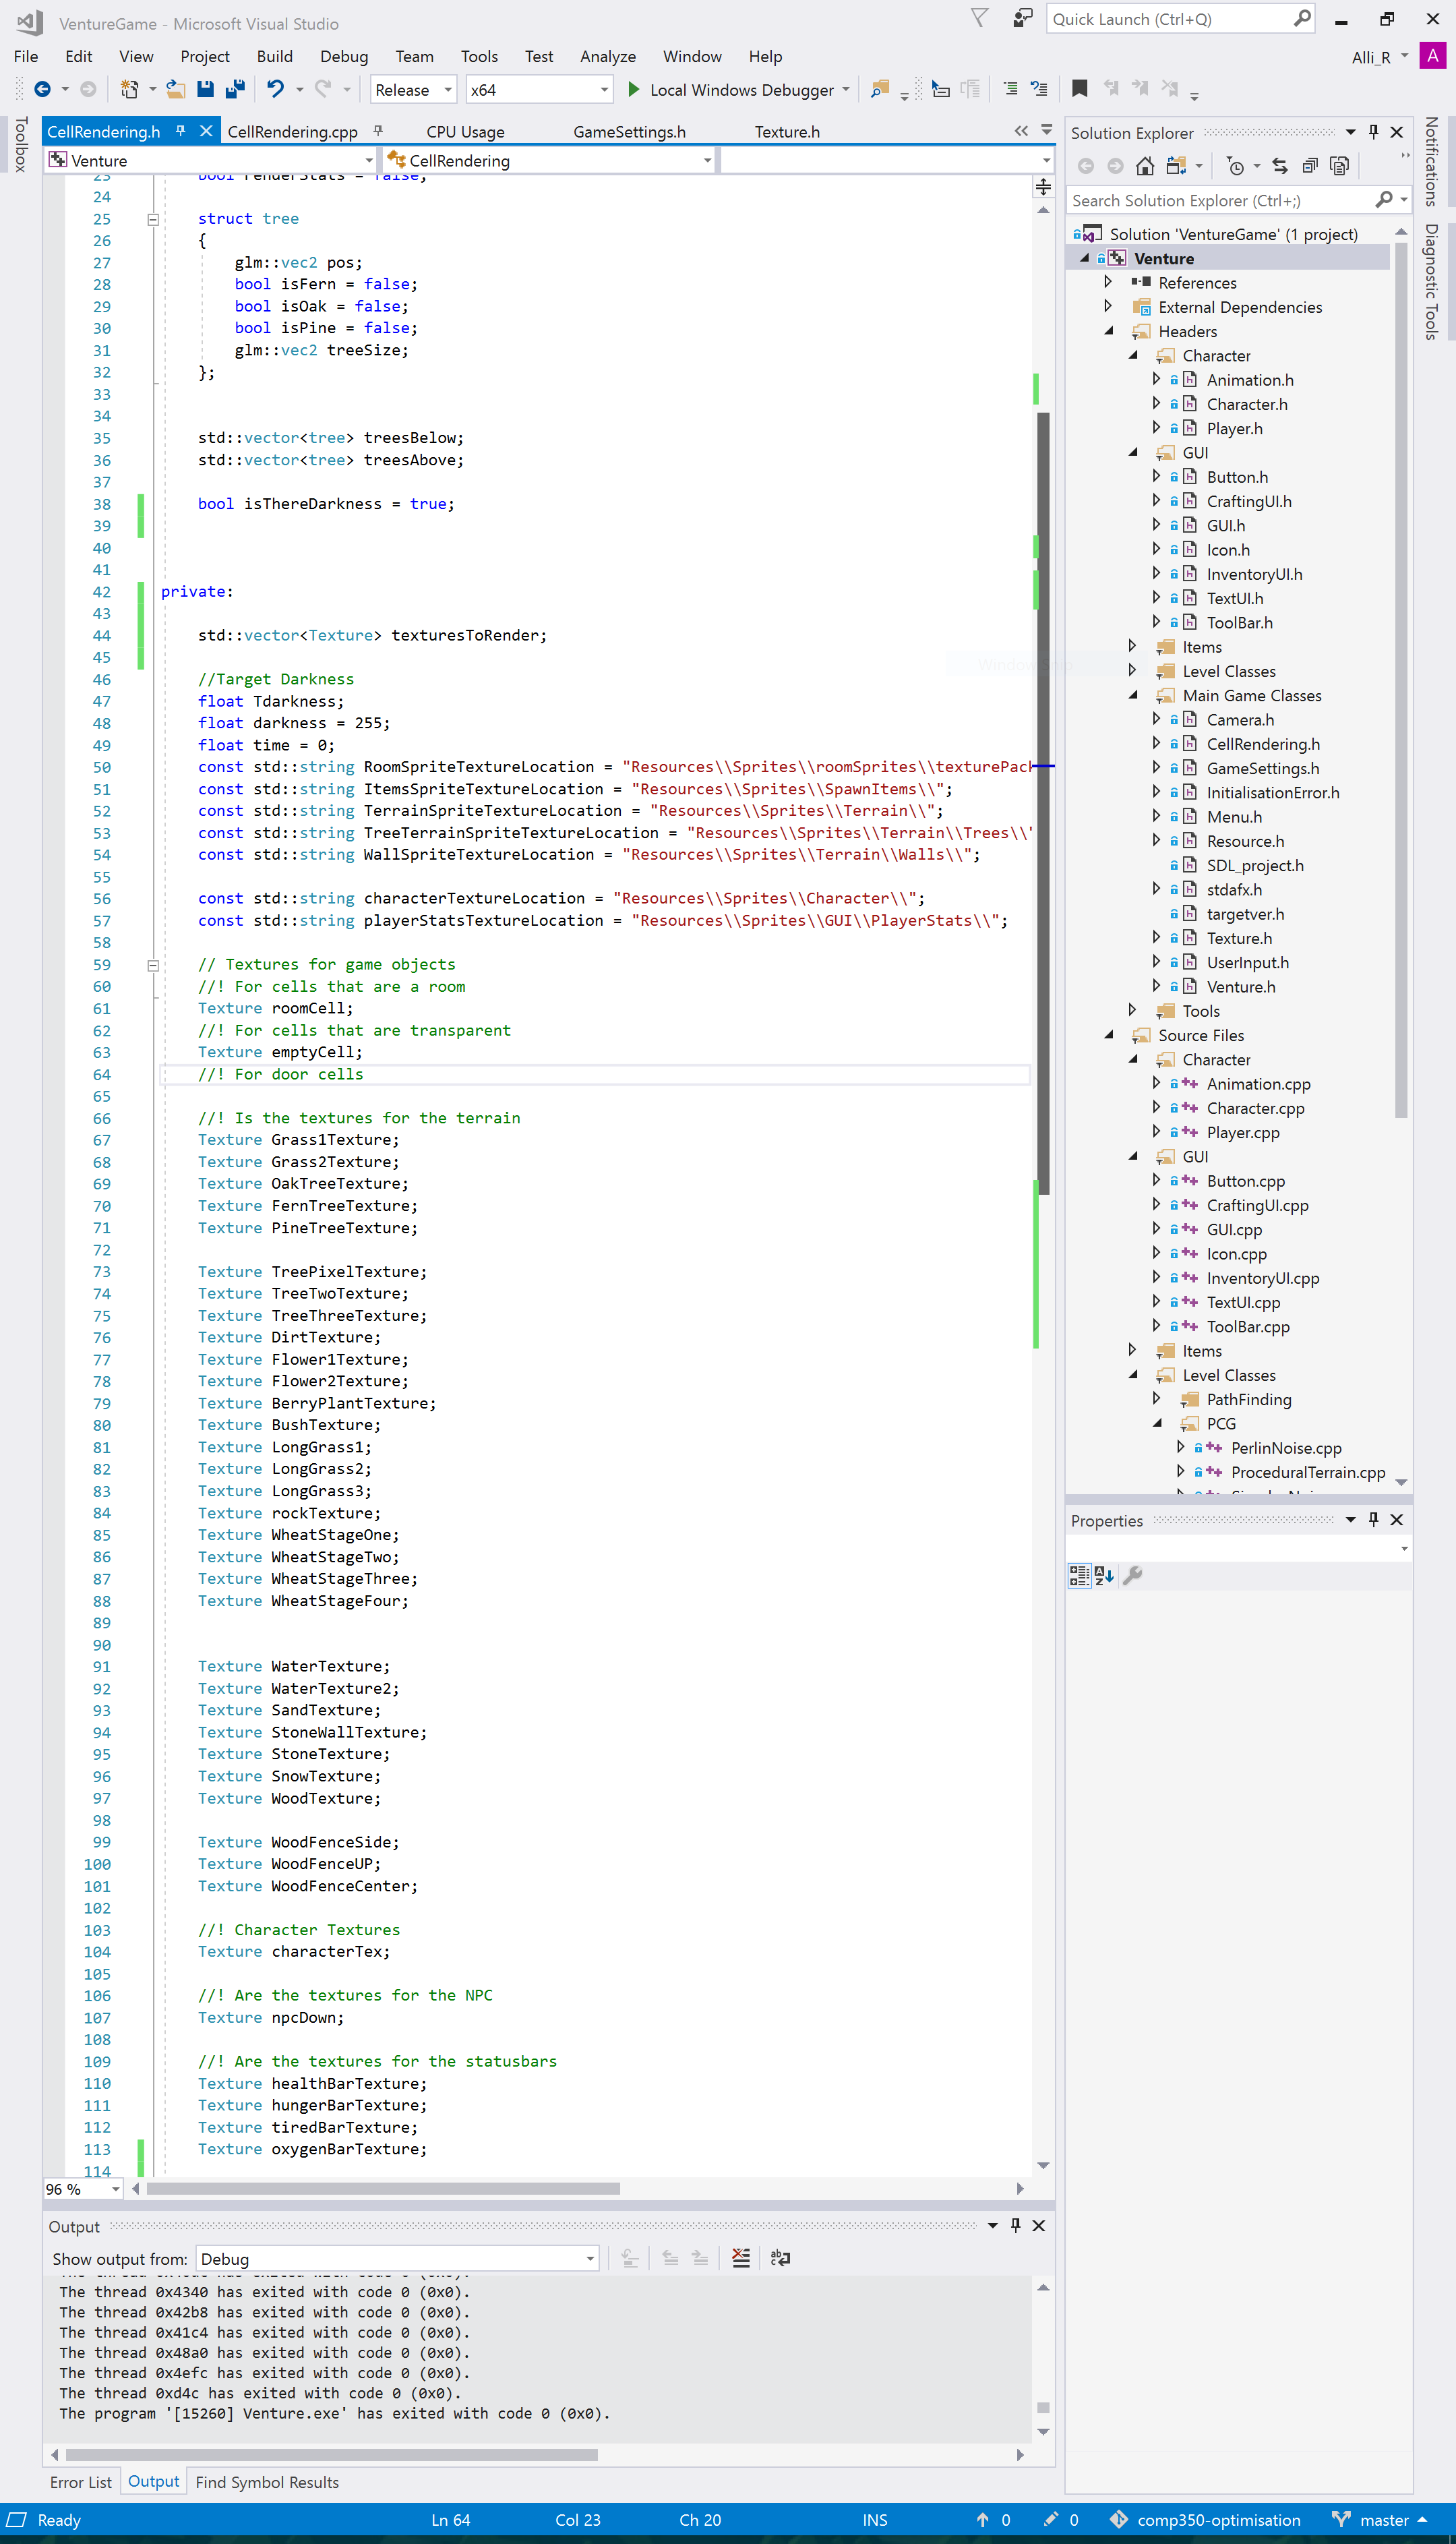 VentureGame - Microsoft Visual Studio
Quick Launch (Ctrl+Q)
File Edit View Project Build Debug Team Tools Test Analyze Window Help
Alli_R A
Release x64 Local Windows Debugger
Toolbox
CellRendering.h CellRendering.cpp CPU Usage GameSettings.h Texture.h
Venture CellRendering
23 bool renderStats = false;
24
25 struct tree
26 {
27 glm::vec2 pos;
28 bool isFern = false;
29 bool isOak = false;
30 bool isPine = false;
31 glm::vec2 treeSize;
32 };
33
34
35 std::vector<tree> treesBelow;
36 std::vector<tree> treesAbove;
37
38 bool isThereDarkness = true;
39
40
41
42 private:
43
44 std::vector<Texture> texturesToRender;
45
46 //Target Darkness
47 float Tdarkness;
48 float darkness = 255;
49 float time = 0;
50 const std::string RoomSpriteTextureLocation = "Resources\\Sprites\\roomSprites\\texturePack
51 const std::string ItemsSpriteTextureLocation = "Resources\\Sprites\\SpawnItems\\";
52 const std::string TerrainSpriteTextureLocation = "Resources\\Sprites\\Terrain\\";
53 const std::string TreeTerrainSpriteTextureLocation = "Resources\\Sprites\\Terrain\\Trees\\"
54 const std::string WallSpriteTextureLocation = "Resources\\Sprites\\Terrain\\Walls\\";
55
56 const std::string characterTextureLocation = "Resources\\Sprites\\Character\\";
57 const std::string playerStatsTextureLocation = "Resources\\Sprites\\GUI\\PlayerStats\\";
58
59 // Textures for game objects
60 //! For cells that are a room
61 Texture roomCell;
62 //! For cells that are transparent
63 Texture emptyCell;
64 //! For door cells
65
66 //! Is the textures for the terrain
67 Texture Grass1Texture;
68 Texture Grass2Texture;
69 Texture OakTreeTexture;
70 Texture FernTreeTexture;
71 Texture PineTreeTexture;
72
73 Texture TreePixelTexture;
74 Texture TreeTwoTexture;
75 Texture TreeThreeTexture;
76 Texture DirtTexture;
77 Texture Flower1Texture;
78 Texture Flower2Texture;
79 Texture BerryPlantTexture;
80 Texture BushTexture;
81 Texture LongGrass1;
82 Texture LongGrass2;
83 Texture LongGrass3;
84 Texture rockTexture;
85 Texture WheatStageOne;
86 Texture WheatStageTwo;
87 Texture WheatStageThree;
88 Texture WheatStageFour;
89
90
91 Texture WaterTexture;
92 Texture WaterTexture2;
93 Texture SandTexture;
94 Texture StoneWallTexture;
95 Texture StoneTexture;
96 Texture SnowTexture;
97 Texture WoodTexture;
98
99 Texture WoodFenceSide;
100 Texture WoodFenceUP;
101 Texture WoodFenceCenter;
102
103 //! Character Textures
104 Texture characterTex;
105
106 //! Are the textures for the NPC
107 Texture npcDown;
108
109 //! Are the textures for the statusbars
110 Texture healthBarTexture;
111 Texture hungerBarTexture;
112 Texture tiredBarTexture;
113 Texture oxygenBarTexture;
114
96 %
Window Snip
Output
Show output from: Debug
The thread 0x4340 has exited with code 0 (0x0).
The thread 0x42b8 has exited with code 0 (0x0).
The thread 0x41c4 has exited with code 0 (0x0).
The thread 0x48a0 has exited with code 0 (0x0).
The thread 0x4efc has exited with code 0 (0x0).
The thread 0xd4c has exited with code 0 (0x0).
The program '[15260] Venture.exe' has exited with code 0 (0x0).
Error List Output Find Symbol Results
Solution Explorer
Search Solution Explorer (Ctrl+;)
Solution 'VentureGame' (1 project)
Venture
References
External Dependencies
Headers
Character
Animation.h
Character.h
Player.h
GUI
Button.h
CraftingUI.h
GUI.h
Icon.h
InventoryUI.h
TextUI.h
ToolBar.h
Items
Level Classes
Main Game Classes
Camera.h
CellRendering.h
GameSettings.h
InitialisationError.h
Menu.h
Resource.h
SDL_project.h
stdafx.h
targetver.h
Texture.h
UserInput.h
Venture.h
Tools
Source Files
Character
Animation.cpp
Character.cpp
Player.cpp
GUI
Button.cpp
CraftingUI.cpp
GUI.cpp
Icon.cpp
InventoryUI.cpp
TextUI.cpp
ToolBar.cpp
Items
Level Classes
PathFinding
PCG
PerlinNoise.cpp
ProceduralTerrain.cpp
Properties
Notifications
Diagnostic Tools
Ready Ln 64 Col 23 Ch 20 INS 0 0 comp350-optimisation master